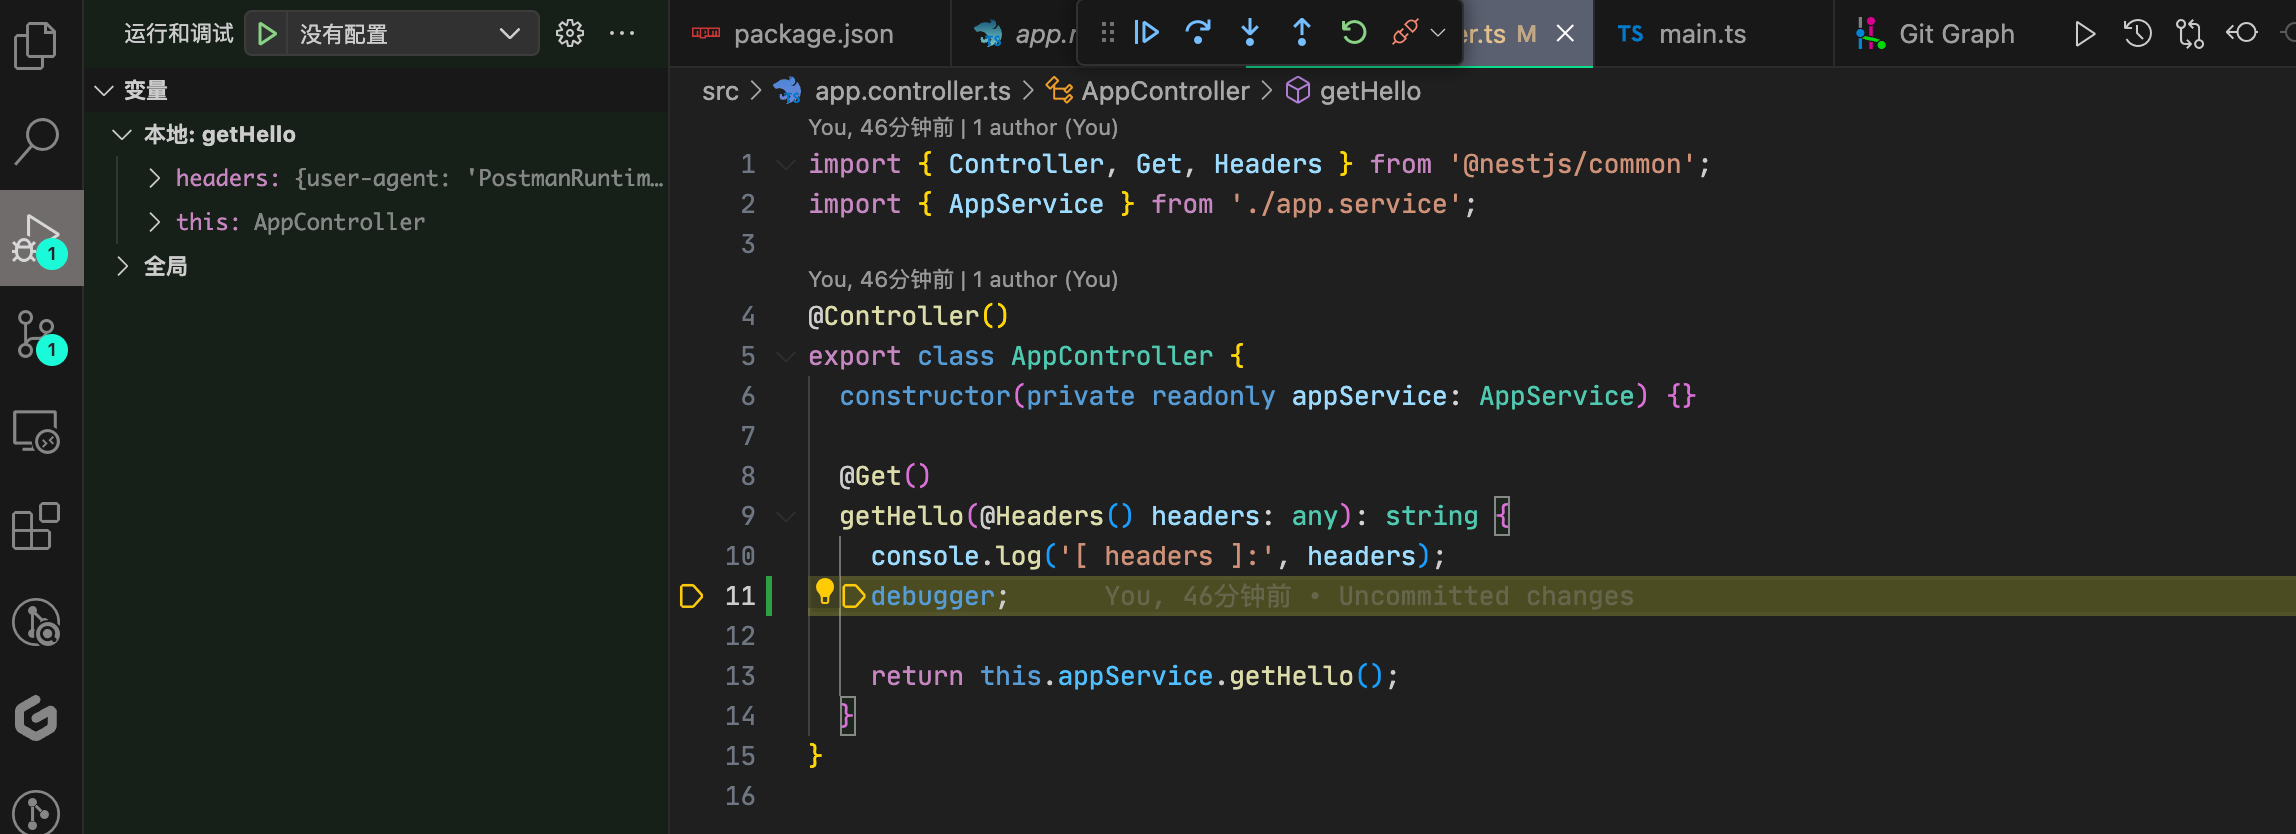 运行和调试 没有配置
变量
本地: getHello
headers: {user-agent: 'PostmanRuntim…
this: AppController
全局
1
1
package.json app.r er.ts M TS main.ts Git Graph
src > app.controller.ts > AppController > getHello
You, 46分钟前 | 1 author (You)
1 import { Controller, Get, Headers } from '@nestjs/common';
2 import { AppService } from './app.service';
3
You, 46分钟前 | 1 author (You)
4 @Controller()
5 export class AppController {
6 constructor(private readonly appService: AppService) {}
7
8 @Get()
9 getHello(@Headers() headers: any): string {
10 console.log('[ headers ]:', headers);
11 debugger; You, 46分钟前 • Uncommitted changes
12
13 return this.appService.getHello();
14 }
15 }
16